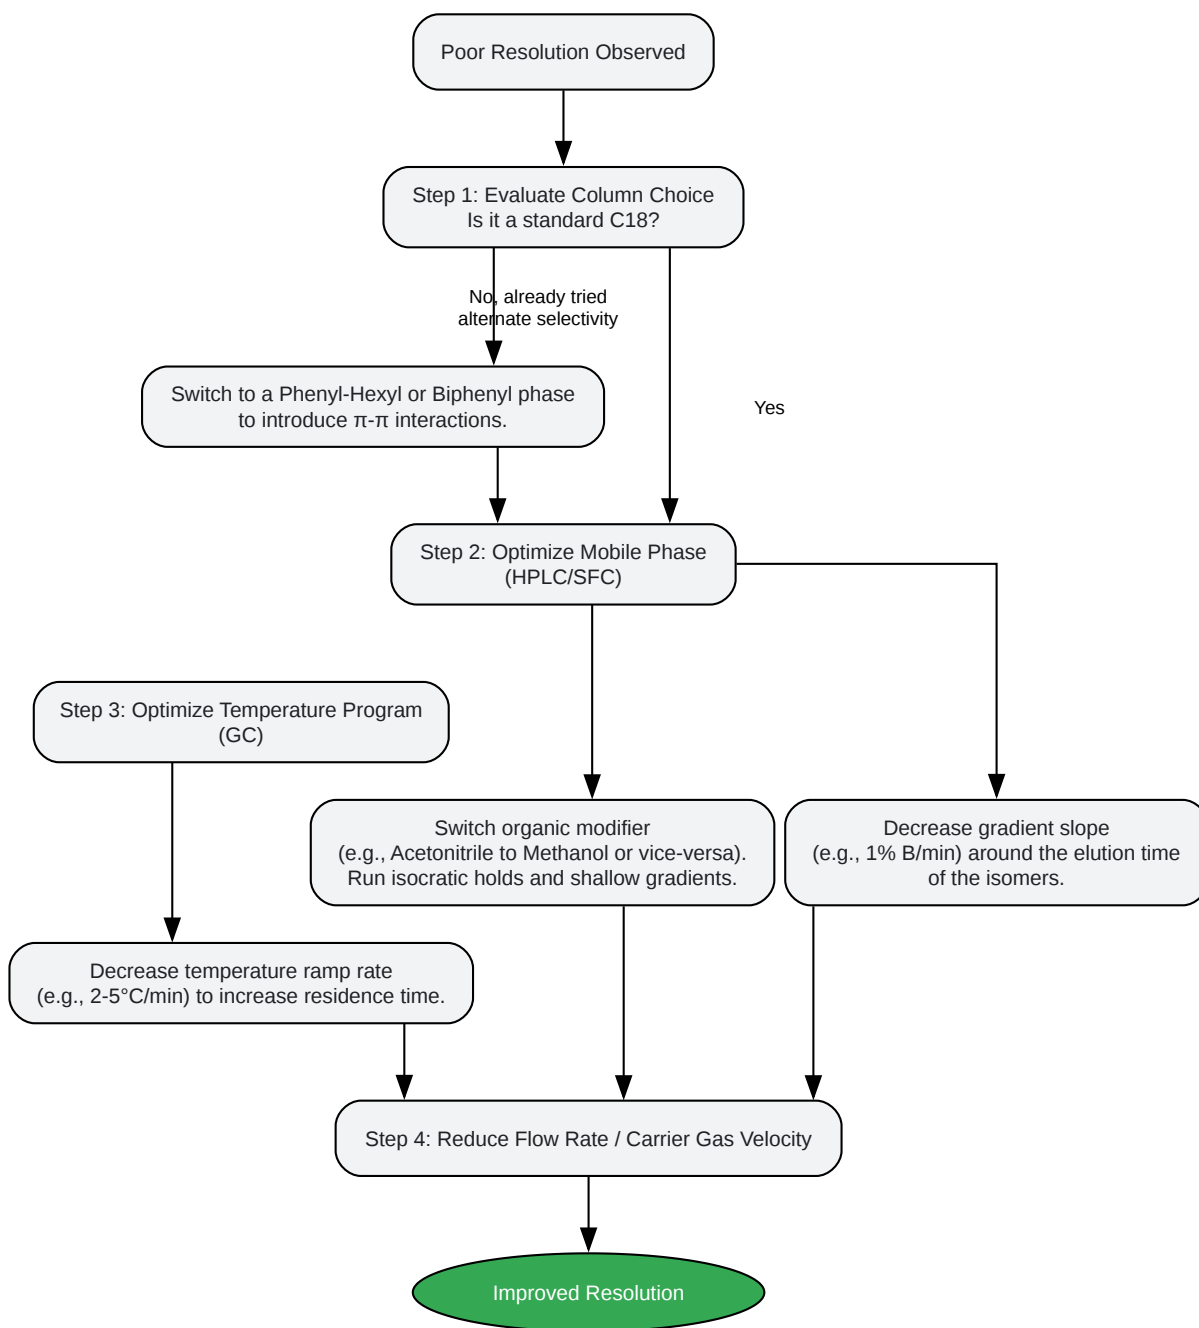 Poor Resolution Observed
Step 1: Evaluate Column Choice
Is it a standard C18?
No, already tried
alternate selectivity
Switch to a Phenyl-Hexyl or Biphenyl phase
to introduce π-π interactions.
Yes
Step 2: Optimize Mobile Phase
(HPLC/SFC)
Step 3: Optimize Temperature Program
(GC)
Switch organic modifier
(e.g., Acetonitrile to Methanol or vice-versa).
Run isocratic holds and shallow gradients.
Decrease gradient slope
(e.g., 1% B/min) around the elution time
of the isomers.
Decrease temperature ramp rate
(e.g., 2-5°C/min) to increase residence time.
Step 4: Reduce Flow Rate / Carrier Gas Velocity
Improved Resolution